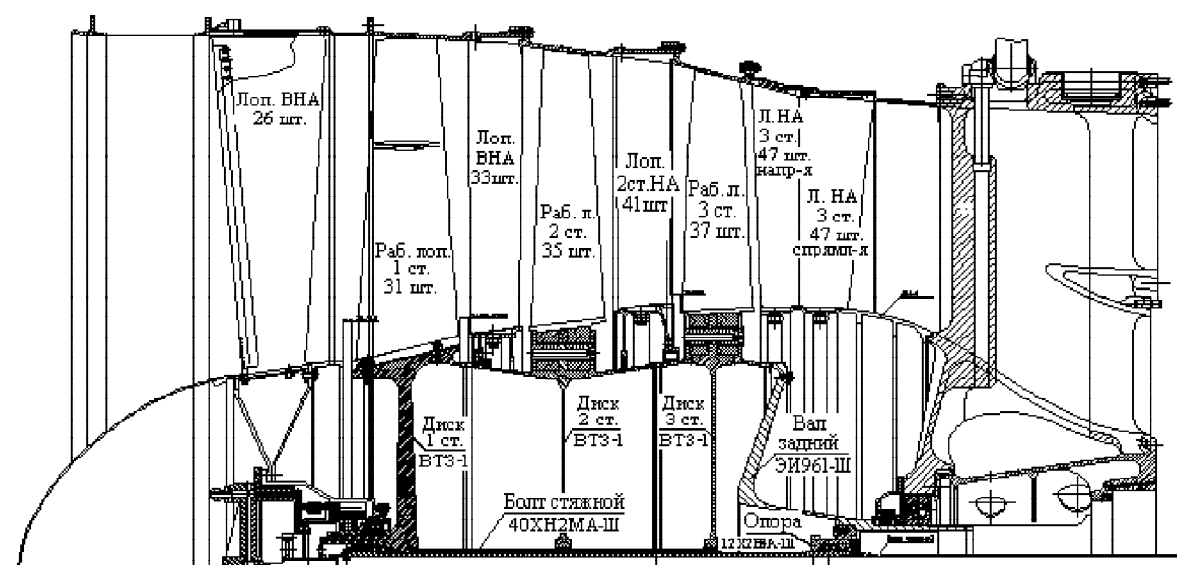 Лоп. ВНА
26 шт.
Раб. лоп.
1 ст.
31 шт.
Лоп.
ВНА
33шт.
Раб. л.
2 ст.
35 шт.
Лоп.
2ст.НА
41шт
Раб. л.
3 ст.
37 шт.
Л. НА
3 ст.
47 шт.
напр-я
Л. НА
3 ст.
47 шт.
спрямл-я
Диск
1 ст.
ВТ3-1
Диск
2 ст.
ВТ3-1
Диск
3 ст.
ВТ3-1
Вал
задний
ЭИ961-Ш
Болт стяжной
40ХН2МА-Ш
Опора